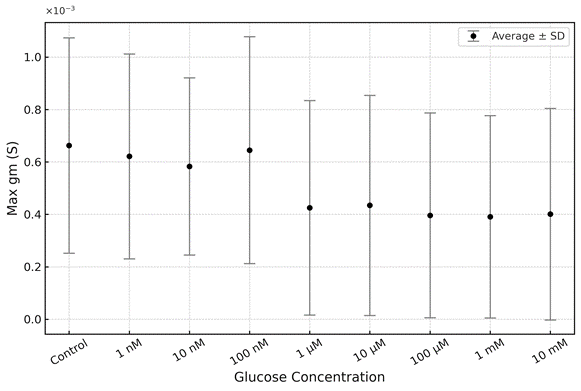 ×10⁻³
Average ± SD
Max gm (S)
1.0
0.8
0.6
0.4
0.2
0.0
Control
1 nM
10 nM
100 nM
1 μM
10 μM
100 μM
1 mM
10 mM
Glucose Concentration